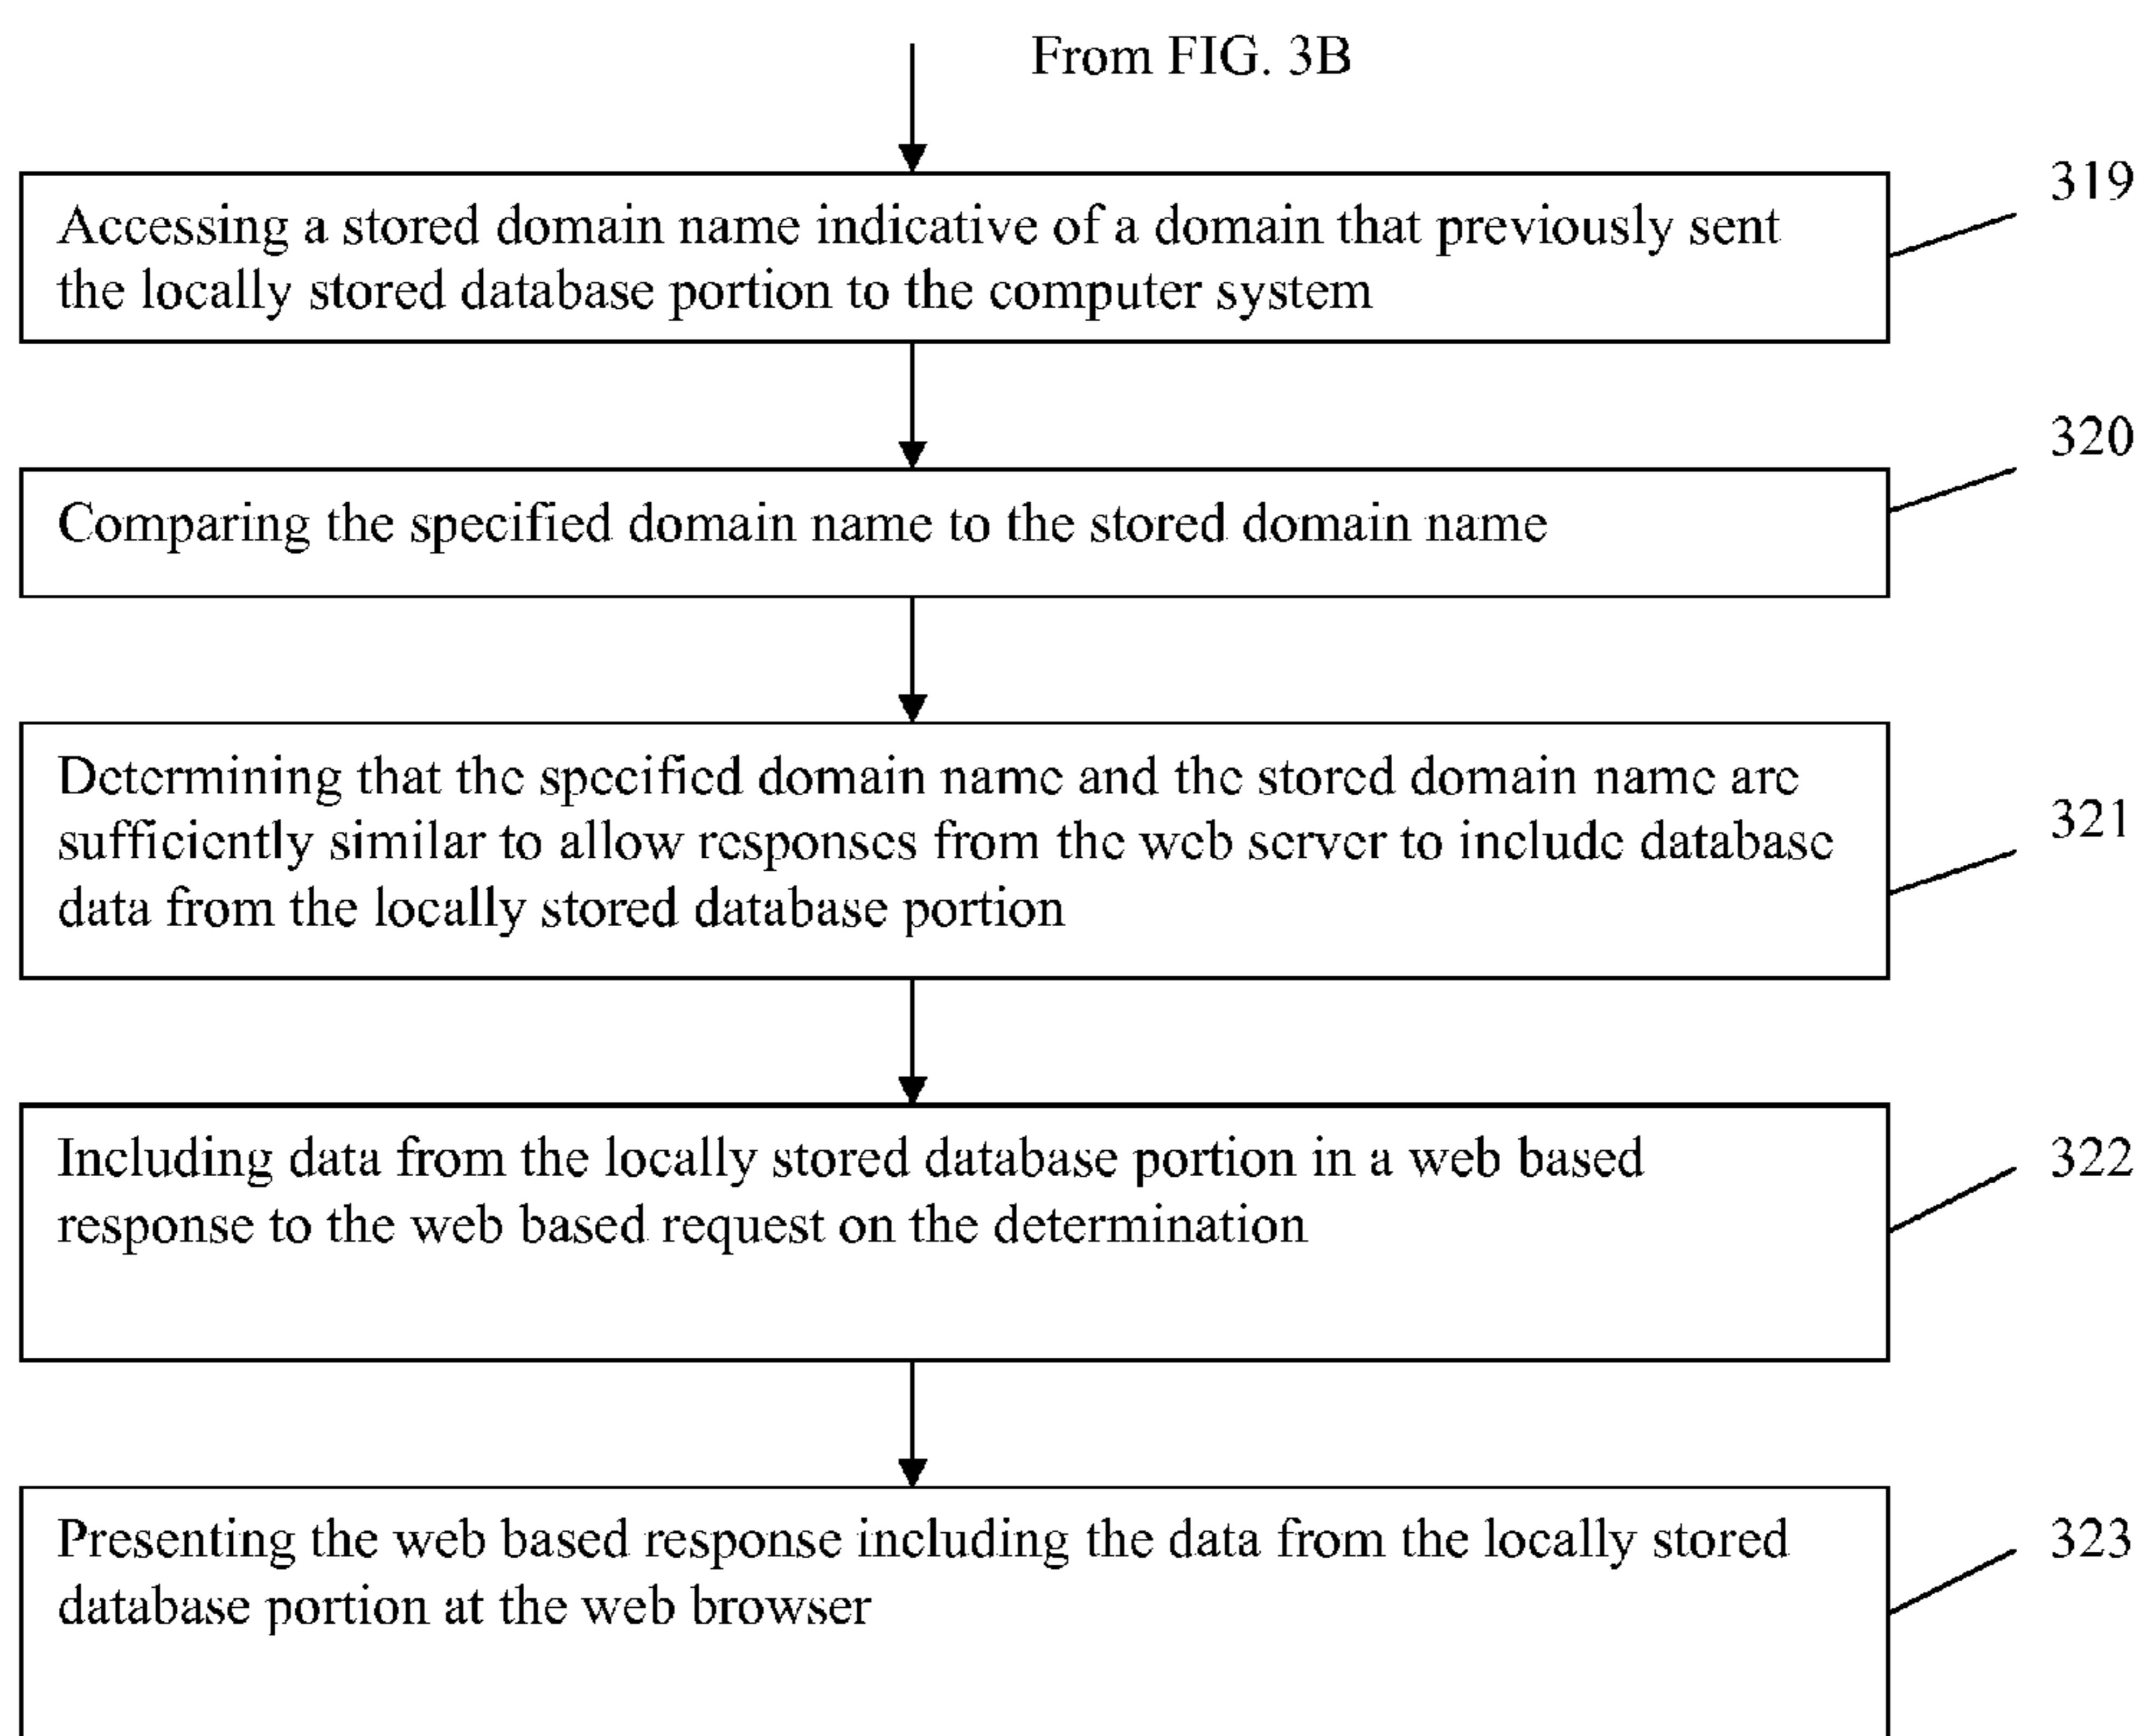 From FIG. 3B
319
Accessing a stored domain name indicative of a domain that previously sent
the locally stored database portion to the computer system
320
Comparing the specified domain name to the stored domain name
Determining that the specified domain name and the stored domain name are
321
sufficiently similar to allow responses from the web server to include database
data from the locally stored database portion
Including data from the locally stored database portion in a web based
322
response to the web based request on the determination
Presenting the web based response including the data from the locally stored
323
database portion at the web browser